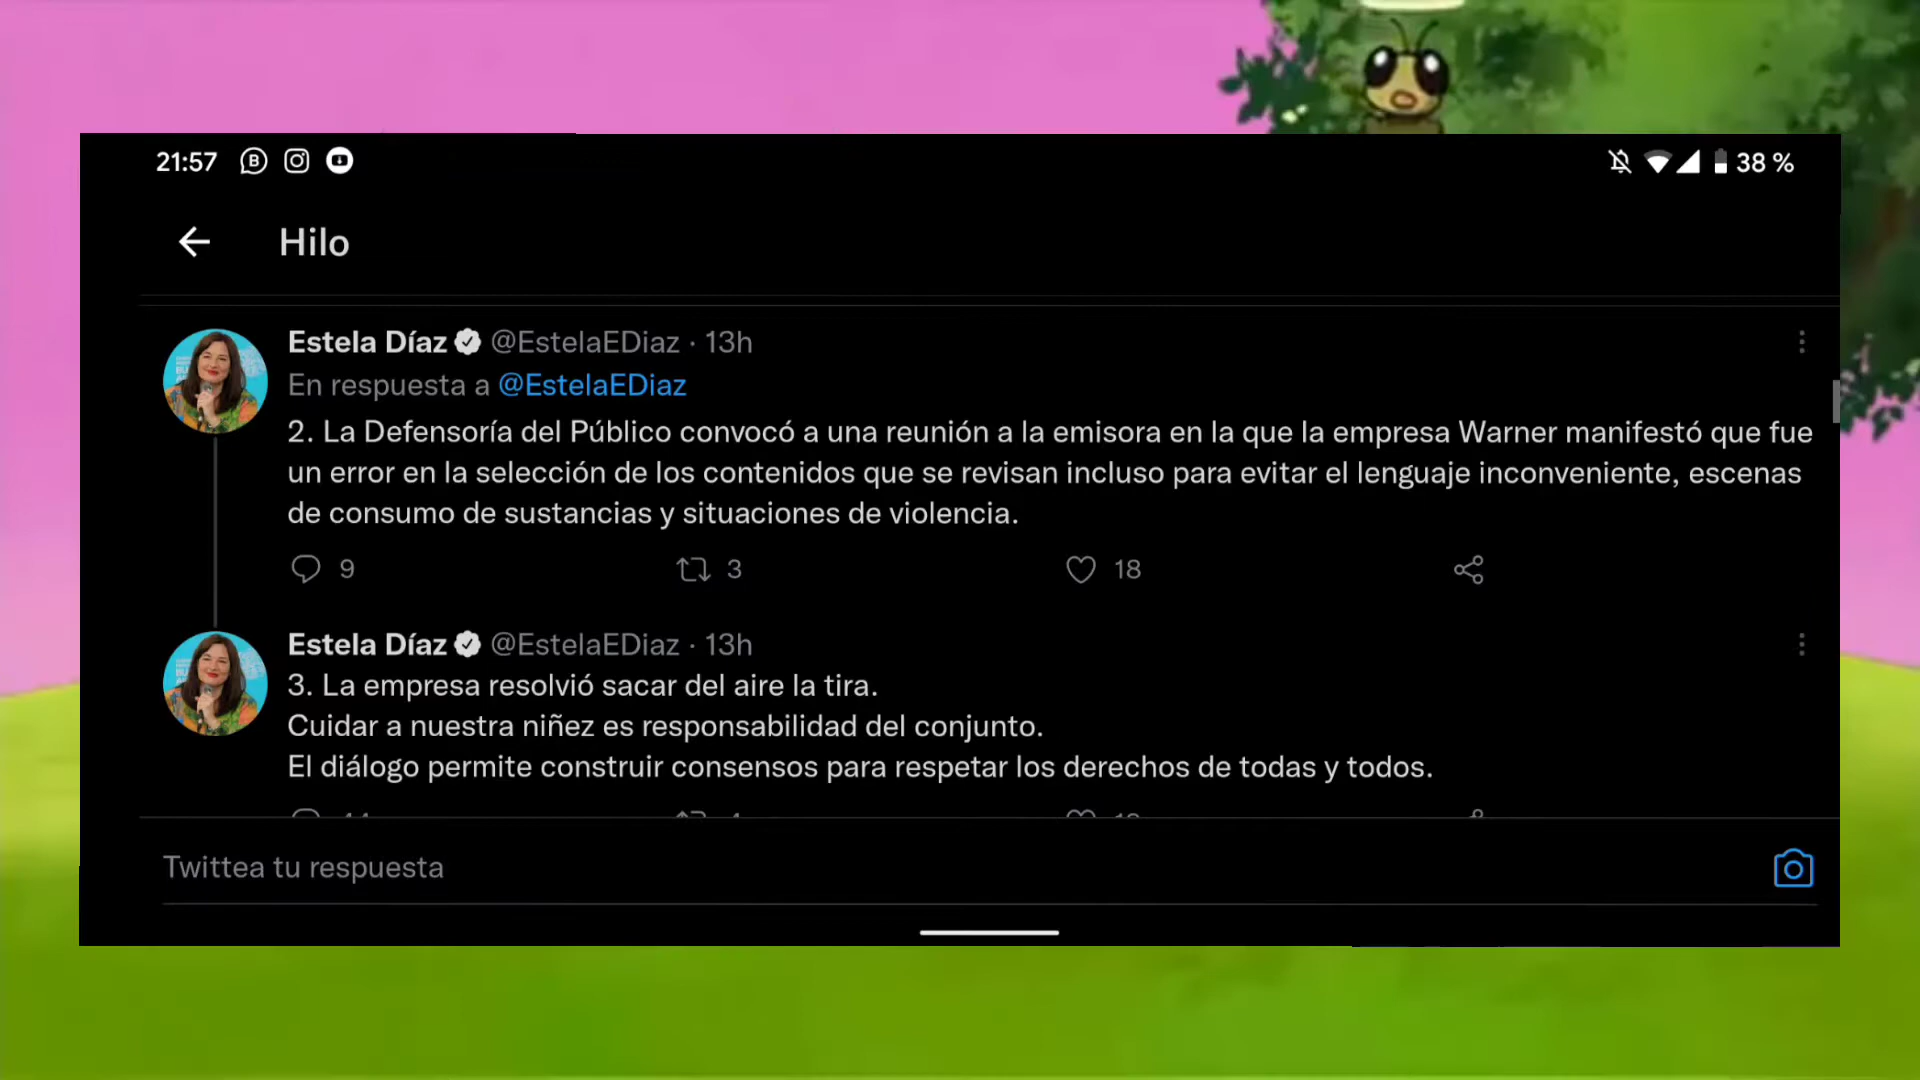 21:57
38 %
Hilo
Estela Díaz @EstelaEDiaz · 13h
En respuesta a @EstelaEDiaz
2. La Defensoría del Público convocó a una reunión a la emisora en la que la empresa Warner manifestó que fue
un error en la selección de los contenidos que se revisan incluso para evitar el lenguaje inconveniente, escenas
de consumo de sustancias y situaciones de violencia.
9 3 18
Estela Díaz @EstelaEDiaz · 13h
3. La empresa resolvió sacar del aire la tira.
Cuidar a nuestra niñez es responsabilidad del conjunto.
El diálogo permite construir consensos para respetar los derechos de todas y todos.
Twittea tu respuesta